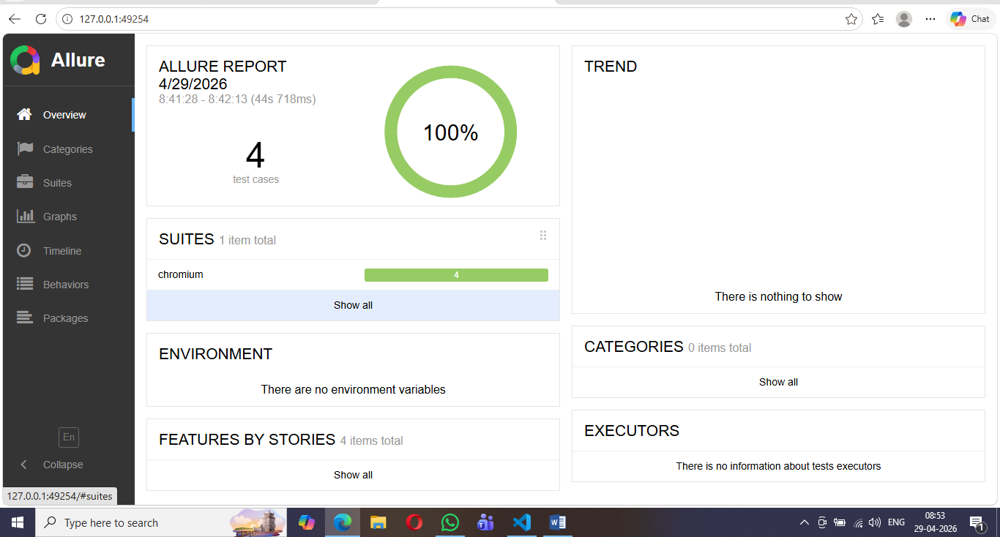 127.0.0.1:49254
Chat
Allure
Overview
Categories
Suites
Graphs
Timeline
Behaviors
Packages
En
Collapse
127.0.0.1:49254/#suites
ALLURE REPORT
4/29/2026
8:41:28 - 8:42:13 (44s 718ms)
4
test cases
100%
SUITES 1 item total
chromium 4
Show all
ENVIRONMENT
There are no environment variables
FEATURES BY STORIES 4 items total
Show all
TREND
There is nothing to show
CATEGORIES 0 items total
Show all
EXECUTORS
There is no information about tests executors
Type here to search
ENG
08:53
29-04-2026
1